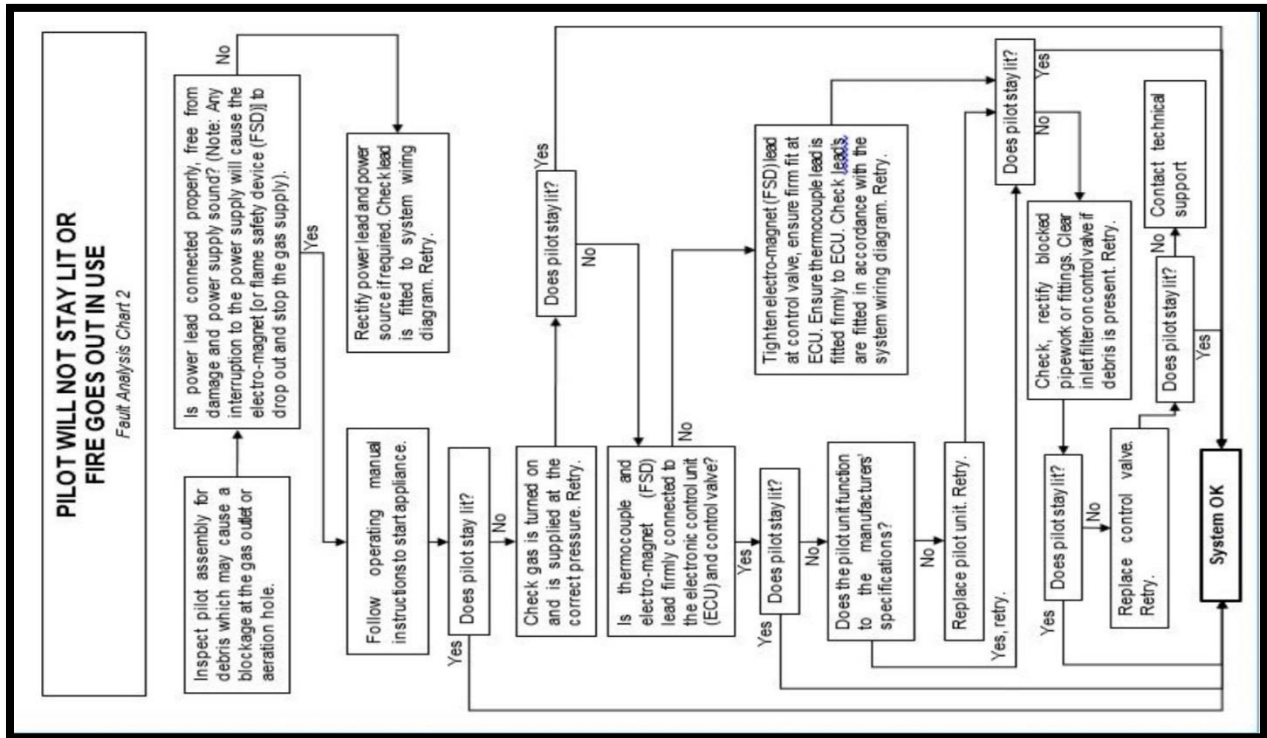 PILOT WILL NOT STAY LIT OR
FIRE GOES OUT IN USE
Fault Analysis Chart 2
Inspect pilot assembly for
debris which may cause a
blockage at the gas outlet or
aeration hole.
Is power lead connected properly, free from
damage and power supply sound? (Note: Any
interruption to the power supply will cause the
electro-magnet [or flame safety device (FSD)] to
drop out and stop the gas supply).
No
Yes
Rectify power lead and power
source if required. Check lead
is fitted to system wiring
diagram. Retry.
Follow operating manual
instructions to start appliance.
Does pilot stay lit?
Yes
No
Check gas is turned on
and is supplied at the
correct pressure. Retry.
Does pilot stay lit?
Yes
No
Is thermocouple and
electro-magnet (FSD)
lead firmly connected to
the electronic control unit
(ECU) and control valve?
No
Yes
Tighten electro-magnet (FSD) lead
at control valve, ensure firm fit at
ECU. Ensure thermocouple lead is
fitted firmly to ECU. Check lead's
are fitted in accordance with the
system wiring diagram. Retry.
Does pilot stay lit?
Yes
No
Does the pilot unit function
to the manufacturers'
specifications?
No
Yes, retry.
Replace pilot unit. Retry.
Does pilot stay lit?
Yes
No
Check, rectify blocked
pipework or fittings. Clear
inlet filter on control valve if
debris is present. Retry.
Does pilot stay lit?
Yes
No
Replace control valve.
Retry.
Does pilot stay lit?
No
Yes
Contact technical
support
System OK